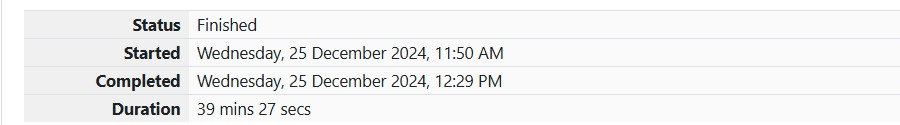 Status Finished
Started Wednesday, 25 December 2024, 11:50 AM
Completed Wednesday, 25 December 2024, 12:29 PM
Duration 39 mins 27 secs